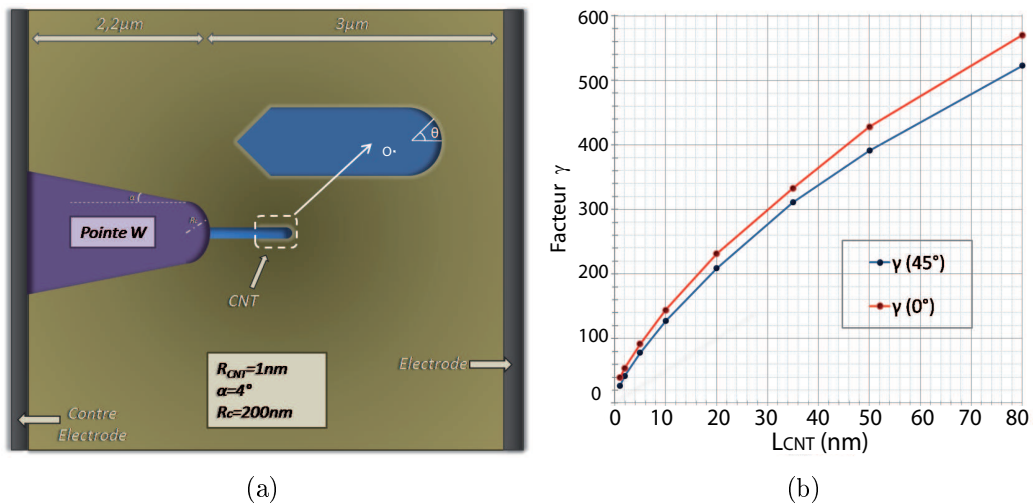 2,2µm
3µm
θ
O•
α
Rc
Pointe W
CNT
R_CNT=1nm
α=4°
Rc=200nm
Electrode
Contre
Electrode
(a)
600
500
400
300
200
100
0
Facteur γ
γ (45°)
γ (0°)
0 10 20 30 40 50 60 70 80
LCNT (nm)
(b)